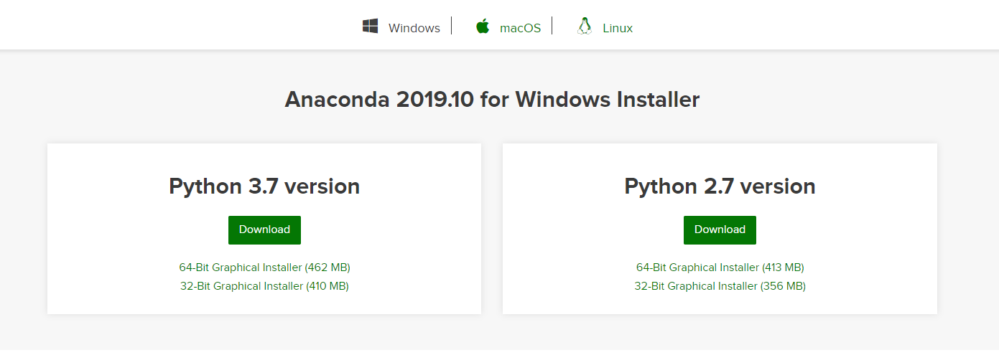 Windows
macOS
Linux
Anaconda 2019.10 for Windows Installer
Python 3.7 version
Download
64-Bit Graphical Installer (462 MB)
32-Bit Graphical Installer (410 MB)
Python 2.7 version
Download
64-Bit Graphical Installer (413 MB)
32-Bit Graphical Installer (356 MB)